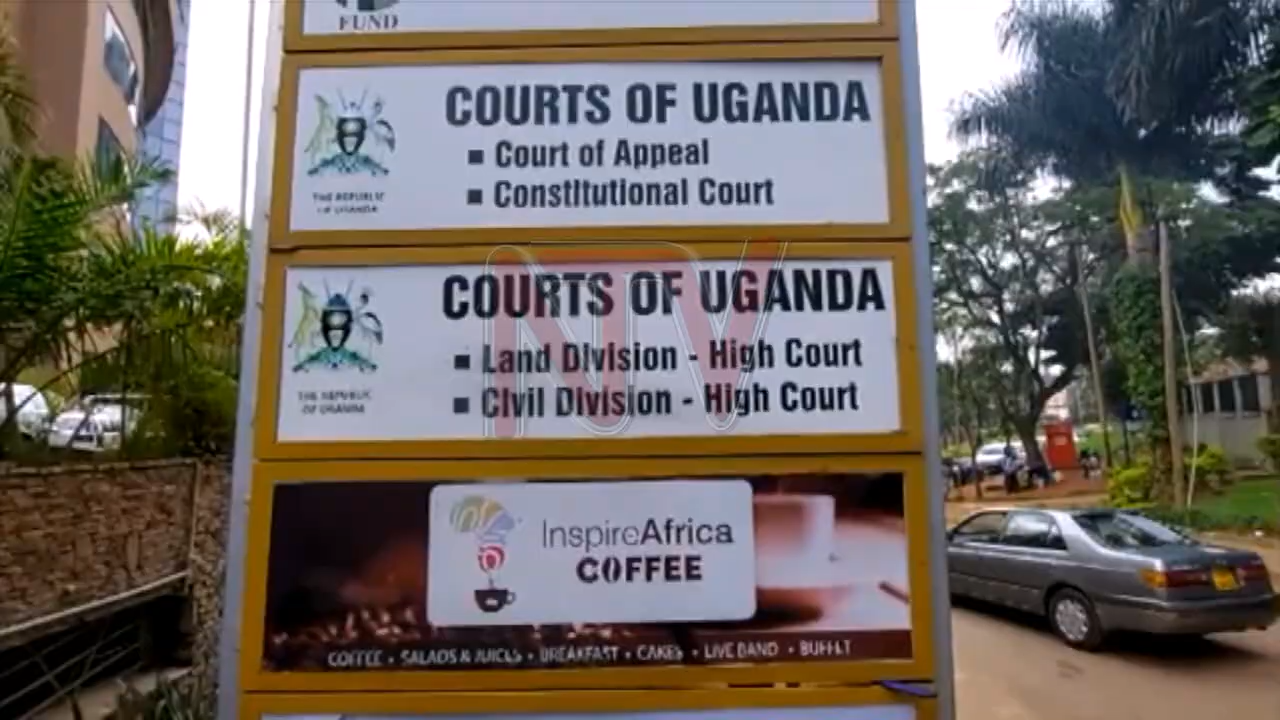 FUND
COURTS OF UGANDA
▪ Court of Appeal
▪ Constitutional Court
THE REPUBLIC
OF UGANDA
NTV
COURTS OF UGANDA
▪ Land Division - High Court
▪ Civil Division - High Court
THE REPUBLIC
OF UGANDA
InspireAfrica
COFFEE
COFFEE • SALADS & JUICES • BREAKFAST • CAKES • LIVE BAND • BUFFET